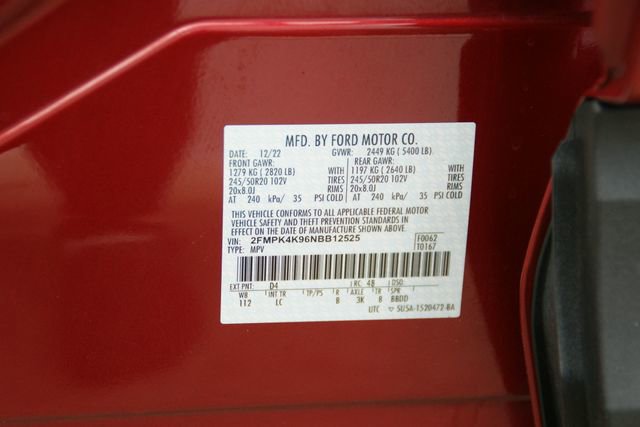 MFD. BY FORD MOTOR CO.
DATE: 12/22 GVWR: 2449 KG ( 5400 LB)
FRONT GAWR: REAR GAWR:
1279 KG ( 2820 LB) 1197 KG ( 2640 LB)
245/50R20 102V TIRES 245/50R20 102V TIRES
20x8.0J RIMS 20x8.0J RIMS
AT 240 kPa/ 35 PSI COLD AT 240 kPa/ 35 PSI COLD
THIS VEHICLE CONFORMS TO ALL APPLICABLE FEDERAL MOTOR
VEHICLE SAFETY AND THEFT PREVENTION STANDARDS IN
EFFECT ON THE DATE OF MANUFACTURE SHOWN ABOVE.
VIN: 2FMPK4K96NBB12525 F0062
TYPE: MPV T0167
EXT PNT: D4 RC: 48 DSO:
WB INT TR TP/PS R AXLE TR SPR
112 LC B 3K B BBDD
UTC ▽ 5U5A-1520472-BA